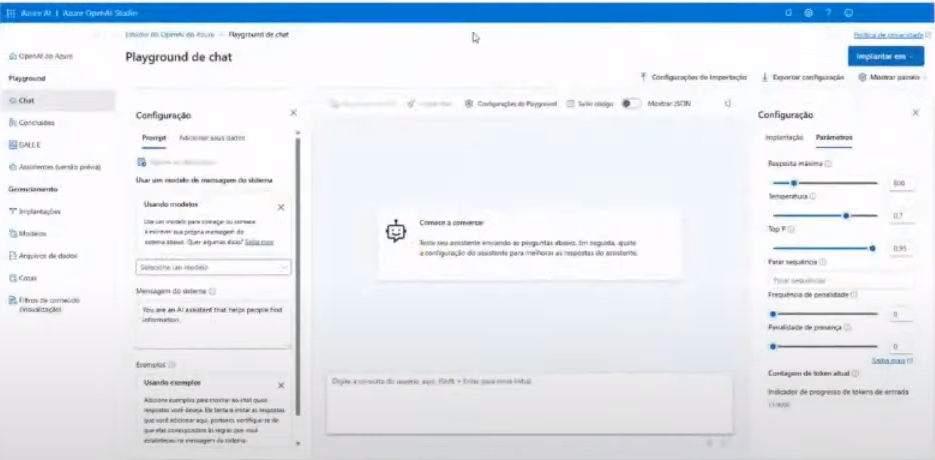 Azure AI | Azure OpenAI Studio
Estúdio do OpenAI do Azure > Playground de chat
Política de privacidade
Playground de chat
Implantar em
Configurações de importação
Exportar configuração
Mostrar painéis
OpenAI do Azure
Playground
Chat
Conclusões
DALL·E
Assistentes (versão prévia)
Gerenciamento
Implantações
Modelos
Arquivos de dados
Cotas
Filtros de conteúdo
(Visualização)
Configuração
Prompt
Adicionar seus dados
Usar um modelo de mensagem do sistema
Usando modelos
Use um modelo para começar ou comece
a escrever sua própria mensagem do
sistema abaixo. Quer algumas dicas? Saiba mais
Selecione um modelo
Mensagem do sistema
You are an AI assistant that helps people find
information.
Exemplos
Usando exemplos
Adicione exemplos para mostrar ao chat quais
respostas você deseja. Ele tentará imitar as respostas
que você adicionar aqui, portanto, verifique-se de
que elas correspondem às regras que você
estabeleceu na mensagem do sistema.
Configurações do Playground
Exibir código
Mostrar JSON
Comece a conversar
Teste seu assistente enviando as perguntas abaixo. Em seguida, ajuste
a configuração do assistente para melhorar as respostas do assistente.
Digite a consulta do usuário aqui. (Shift + Enter para nova linha)
Configuração
Implantação
Parâmetros
Resposta máxima
800
Temperatura
0,7
Top P
0,95
Parar sequência
Parar sequências
Frequência de penalidade
0
Penalidade de presença
0
Saiba mais
Contagem de token atual
Indicador de progresso de tokens de entrada